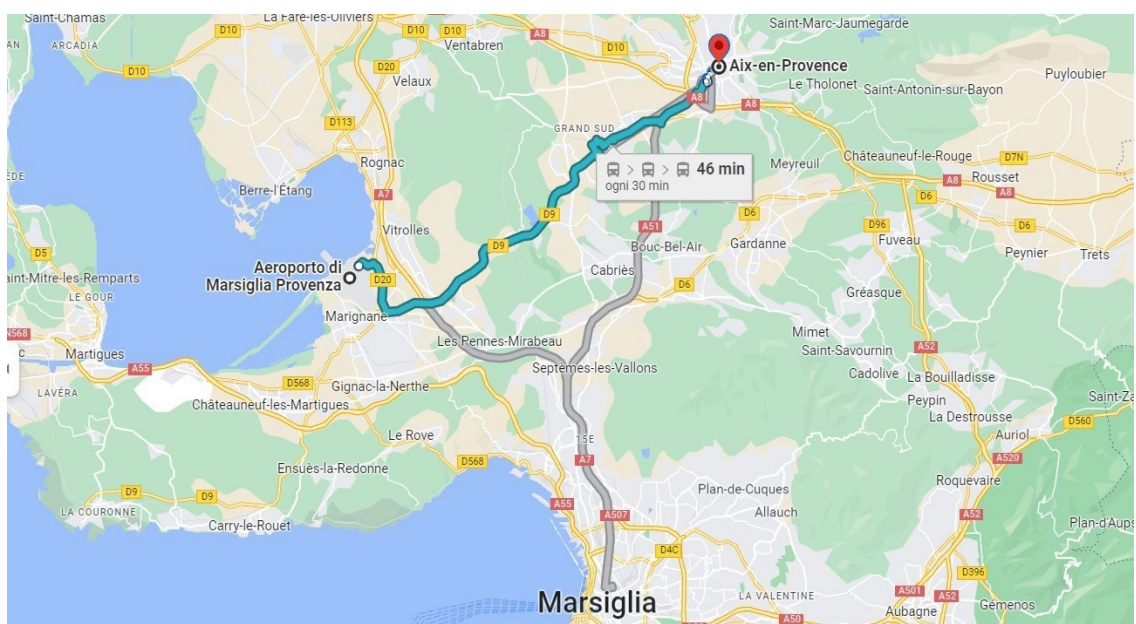 Saint-Chamas
La Fare-les-Oliviers
D10
D10
D10
Ventabren
A8
D10
Saint-Marc-Jaumegarde
ARCADIA
D20
Velaux
D10
Aix-en-Provence
Le Tholonet
Saint-Antonin-sur-Bayon
Puyloubier
A8
A8
D113
GRAND SUD
Rognac
46 min
ogni 30 min
Meyreuil
Châteauneuf-le-Rouge
D7N
A8
Rousset
Berre-l'Étang
A7
D6
D6
D9
A51
D96
Vitrolles
D9
Bouc-Bel-Air
Gardanne
Fuveau
Peynier
Trets
D5
Aeroporto di
Marsiglia Provenza
D20
Cabriès
D6
aint-Mitre-les-Remparts
LE GOUR
Gréasque
Marignane
Mimet
N568
Martigues
Les Pennes-Mirabeau
Saint-Savournin
A52
A55
Septèmes-les-Vallons
Cadolive
La Bouilladisse
D568
Gignac-la-Nerthe
LAVÉRA
Châteauneuf-les-Martigues
Peypin
Saint-Za
La Destrousse
D560
Le Rove
15E
Auriol
Ensuès-la-Redonne
D568
A7
A520
Roquevaire
D9
D9
A55
Plan-de-Cuques
LA COURONNE
Carry-le-Rouet
A507
Allauch
A52
Plan-d'Aups
D4C
D396
Marsiglia
LA VALENTINE
A501
A52
Gémenos
A50
Aubagne